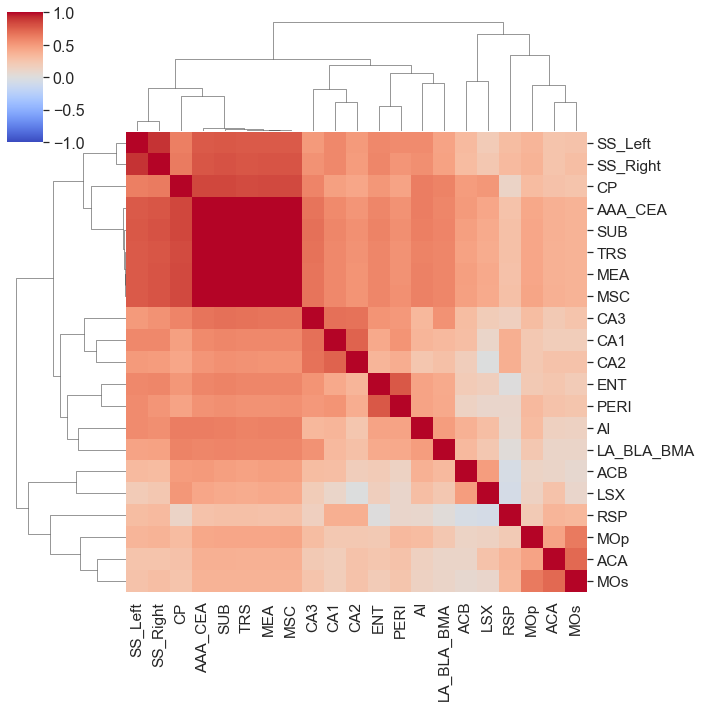 1.0
0.5
0.0
−0.5
−1.0
SS_Left
SS_Right
CP
AAA_CEA
SUB
TRS
MEA
MSC
CA3
CA1
CA2
ENT
PERI
AI
LA_BLA_BMA
ACB
LSX
RSP
MOp
ACA
MOs
SS_Left
SS_Right
CP
AAA_CEA
SUB
TRS
MEA
MSC
CA3
CA1
CA2
ENT
PERI
AI
LA_BLA_BMA
ACB
LSX
RSP
MOp
ACA
MOs